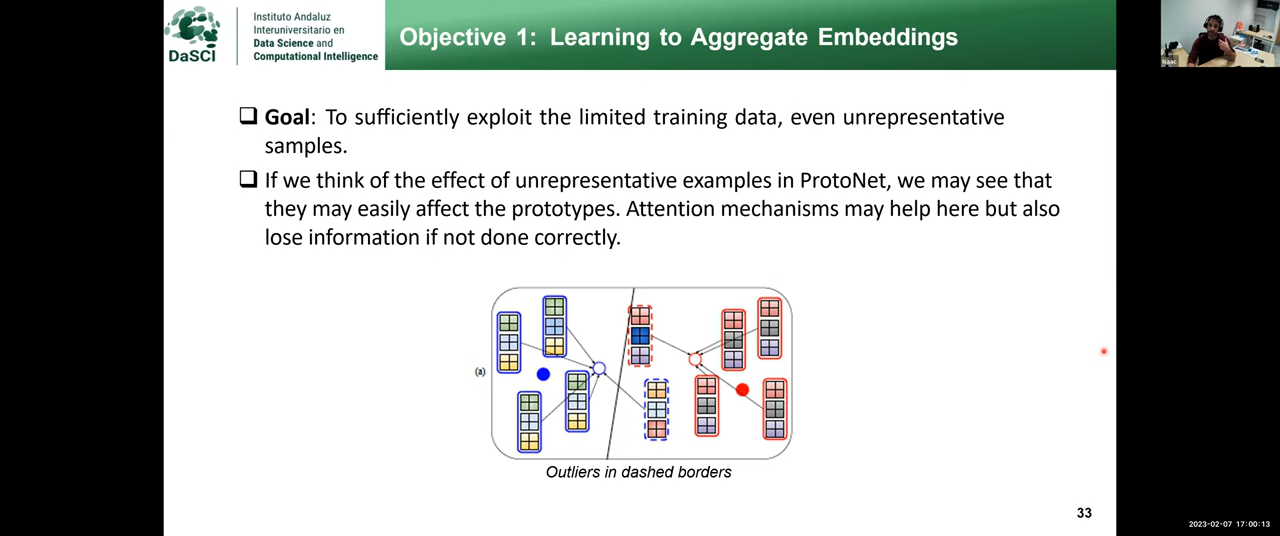 DaSCI
Instituto Andaluz
Interuniversitario en
Data Science and
Computational Intelligence
Objective 1: Learning to Aggregate Embeddings
Isaac
Goal: To sufficiently exploit the limited training data, even unrepresentative
samples.
If we think of the effect of unrepresentative examples in ProtoNet, we may see that
they may easily affect the prototypes. Attention mechanisms may help here but also
lose information if not done correctly.
(a)
Outliers in dashed borders
33
2023-02-07 17:00:13